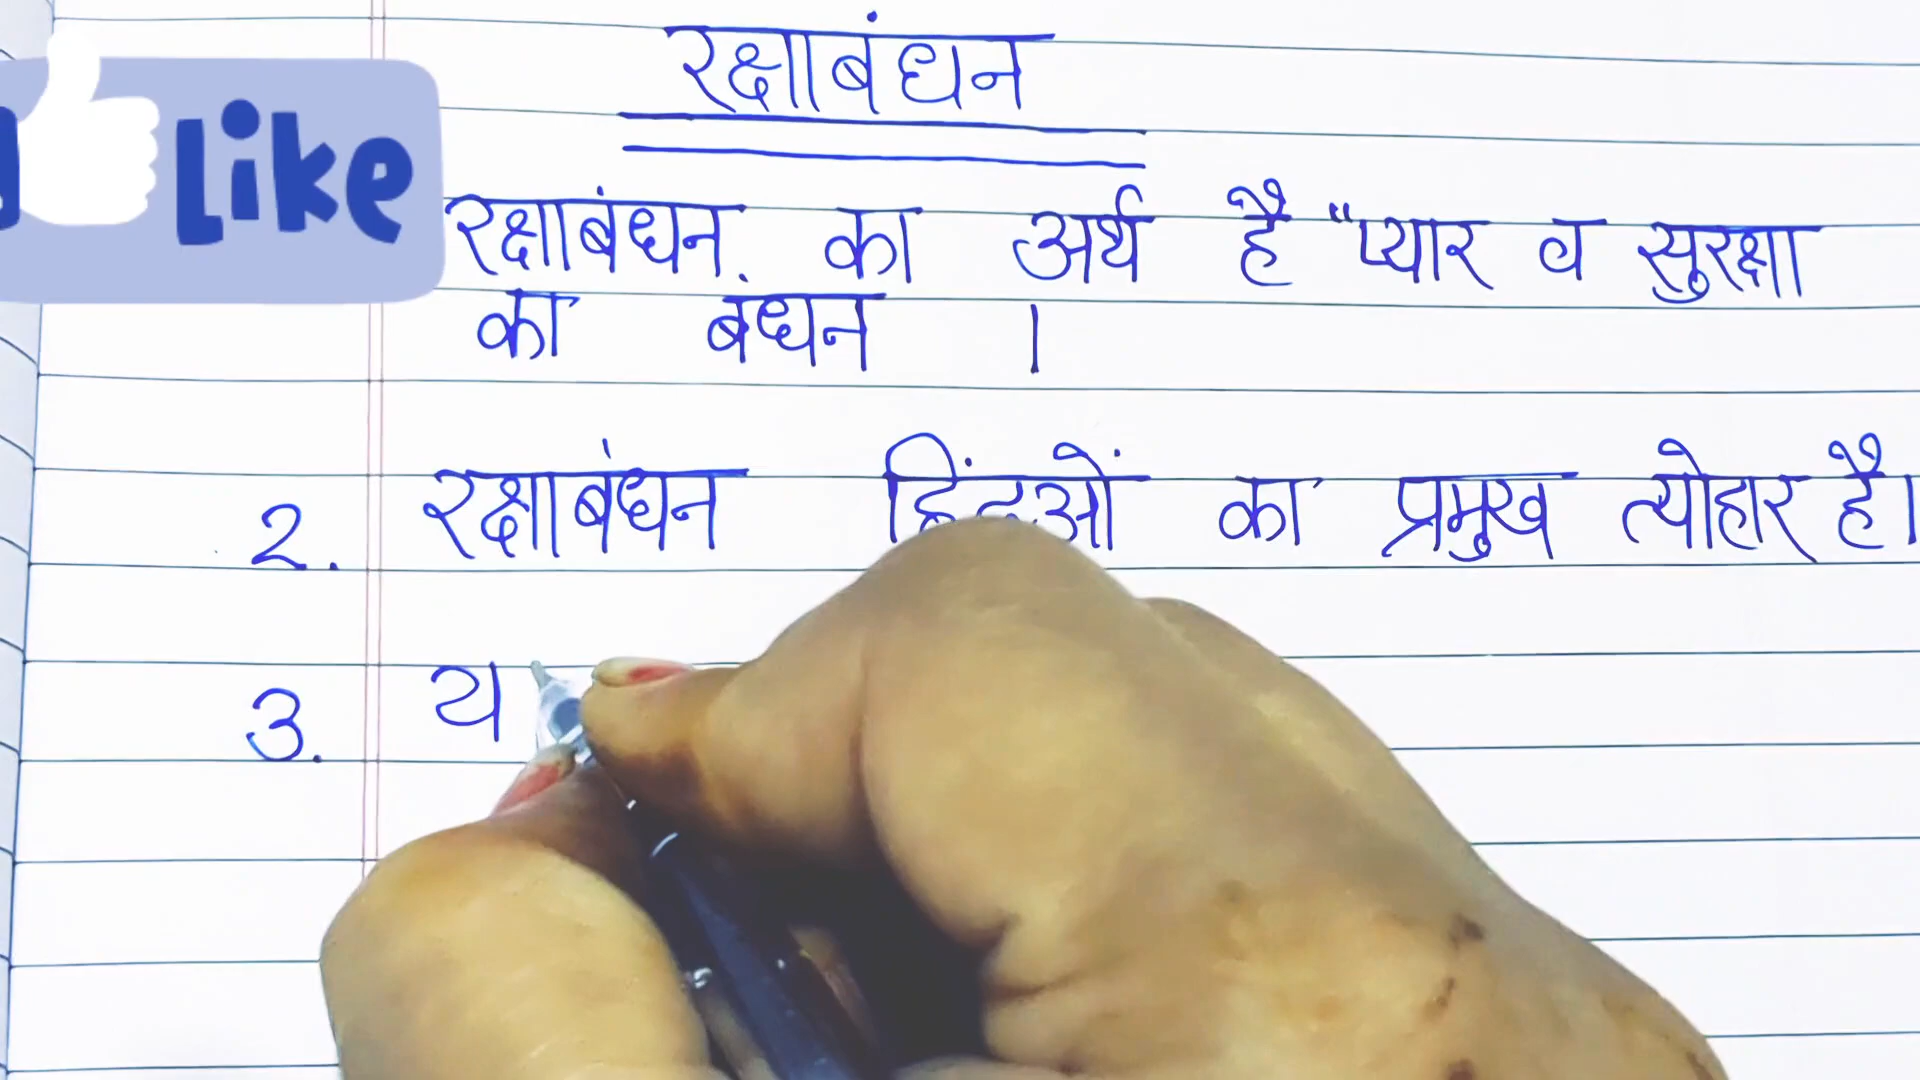 रक्षाबंधन
Like
रक्षाबंधन. का अर्थ है "प्यार व सुरक्षा
का बंधन ।
2. रक्षाबंधन का प्रमुख त्योहार है।
3. य